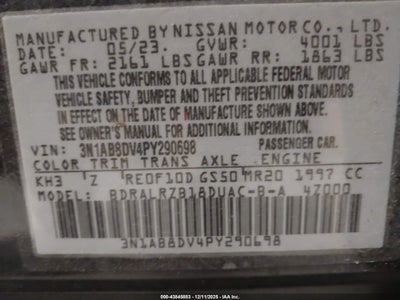 MANUFACTURED BY NISSAN MOTOR CO., LTD.
DATE: 05/23. GVWR: 4001 LBS
GAWR FR: 2161 LBS GAWR RR: 1863 LBS
THIS VEHICLE CONFORMS TO ALL APPLICABLE FEDERAL MOTOR
VEHICLE SAFETY, BUMPER AND THEFT PREVENTION STANDARDS
IN EFFECT ON THE DATE OF MANUFACTURE SHOWN ABOVE.
SEE OWNER'S MANUAL FOR ADDITIONAL INFORMATION.
VIN: 3N1AB8DV4PY290698 PASSENGER CAR.
COLOR TRIM TRANS AXLE ENGINE
KH3 Z RE0F10D GS50 MR20 1997 CC
MODEL BDRALRZB18DUAC-B-A 4Z000
3N1AB8DV4PY290698
000-43845853 - 12/11/2025 - IAA, Inc.